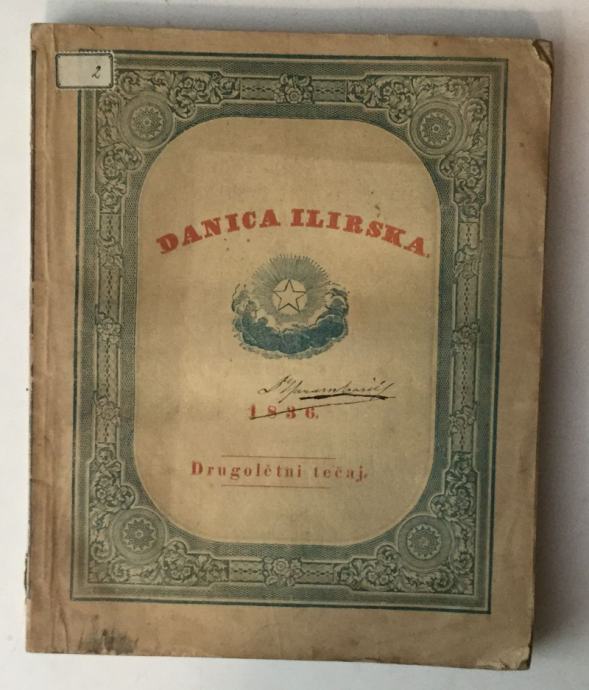 2
DANICA ILIRSKA.
1836.
Drugolětni tečaj.